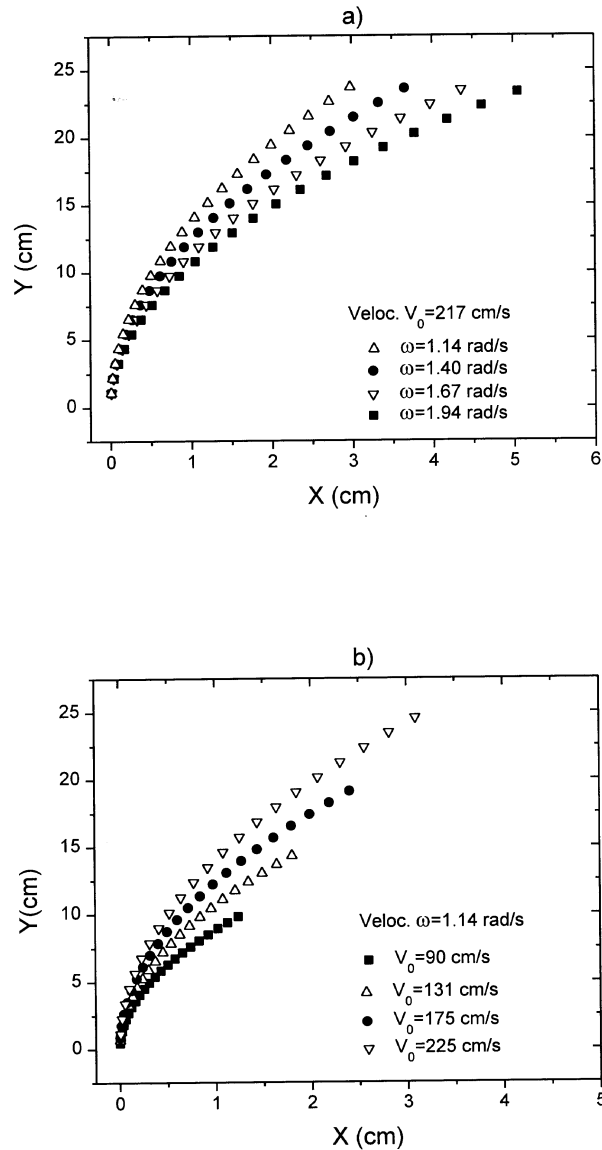 a)
25
20
15
10
5
0
Y (cm)
Veloc. V₀=217 cm/s
△ ω=1.14 rad/s
● ω=1.40 rad/s
▽ ω=1.67 rad/s
■ ω=1.94 rad/s
0 1 2 3 4 5 6
X (cm)
b)
25
20
15
10
5
0
Y(cm)
Veloc. ω=1.14 rad/s
■ V₀=90 cm/s
△ V₀=131 cm/s
● V₀=175 cm/s
▽ V₀=225 cm/s
0 1 2 3 4 5
X (cm)